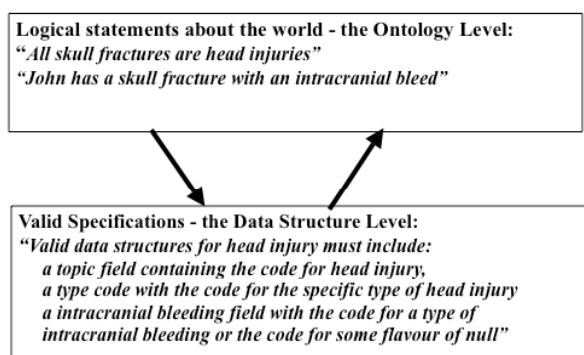 Logical statements about the world - the Ontology Level:
“All skull fractures are head injuries”
“John has a skull fracture with an intracranial bleed”
Valid Specifications - the Data Structure Level:
“Valid data structures for head injury must include:
a topic field containing the code for head injury,
a type code with the code for the specific type of head injury
a intracranial bleeding field with the code for a type of
intracranial bleeding or the code for some flavour of null”